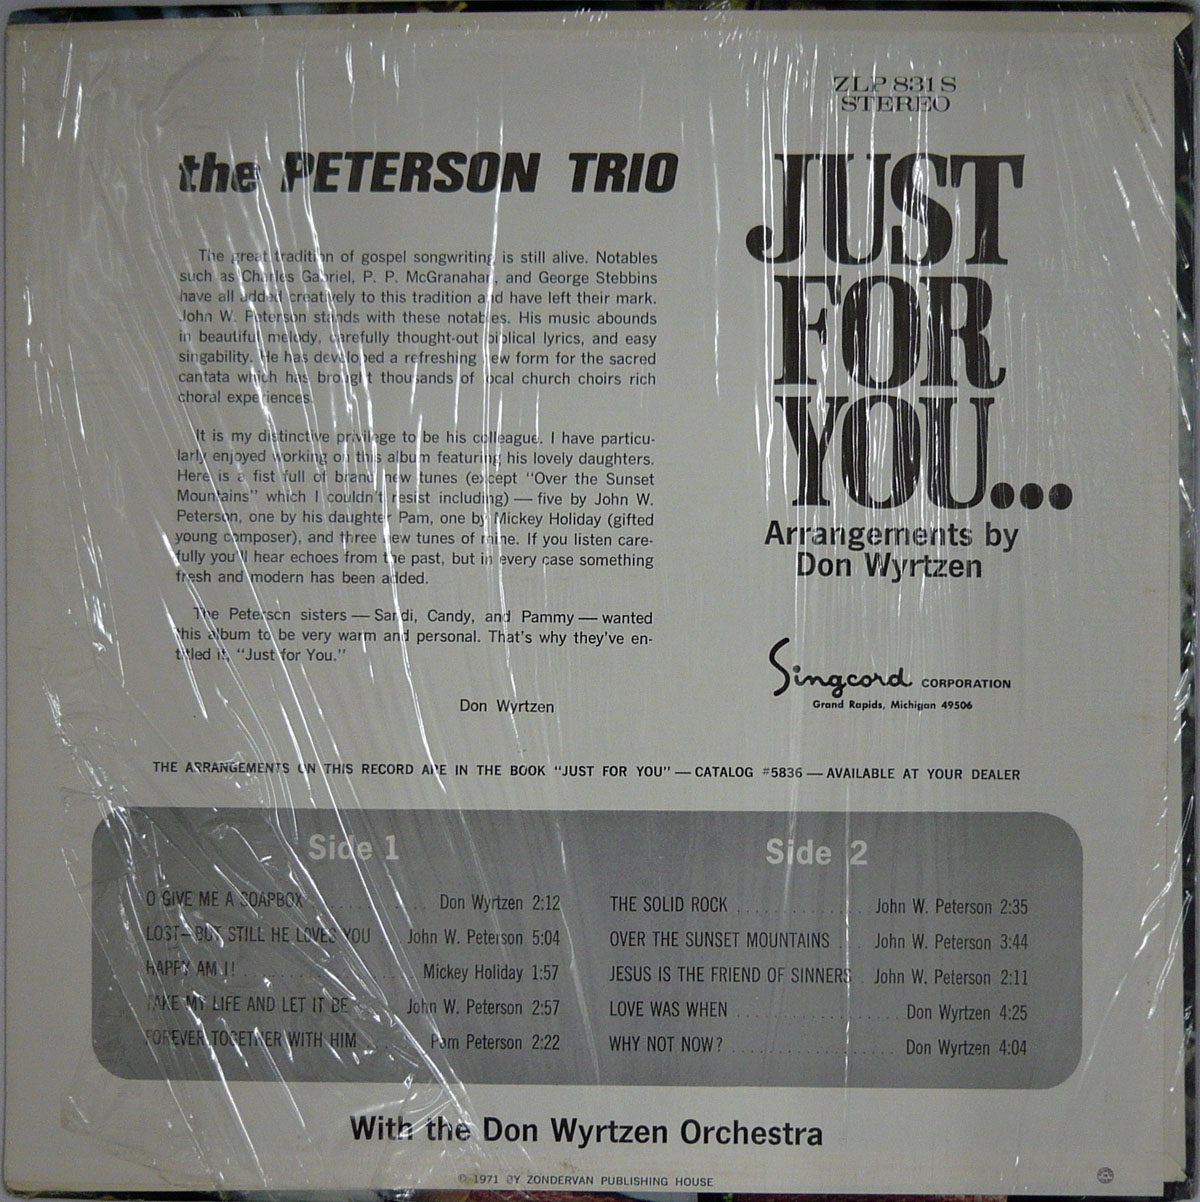 ZLP 831 S
STEREO
the PETERSON TRIO
JUST
FOR
YOU...
Arrangements by
Don Wyrtzen
The great tradition of gospel songwriting is still alive. Notables
such as Charles Gabriel, P. P. McGranahan, and George Stebbins
have all added creatively to this tradition and have left their mark.
John W. Peterson stands with these notables. His music abounds
in beautiful melody, carefully thought-out biblical lyrics, and easy
singability. He has developed a refreshing new form for the sacred
cantata which has brought thousands of local church choirs rich
choral experiences.
It is my distinctive privilege to be his colleague. I have particu-
larly enjoyed working on this album featuring his lovely daughters.
Here is a fist full of brand new tunes (except "Over the Sunset
Mountains" which I couldn't resist including) — five by John W.
Peterson, one by his daughter Pam, one by Mickey Holiday (gifted
young composer), and three new tunes of mine. If you listen care-
fully you'll hear echoes from the past, but in every case something
fresh and modern has been added.
The Peterson sisters — Sandi, Candy, and Pammy — wanted
this album to be very warm and personal. That's why they've en-
titled it, "Just for You."
Don Wyrtzen
Singcord CORPORATION
Grand Rapids, Michigan 49506
THE ARRANGEMENTS ON THIS RECORD ARE IN THE BOOK "JUST FOR YOU" — CATALOG #5836 — AVAILABLE AT YOUR DEALER
Side 1
O GIVE ME A SOAPBOX . . . . . . . . . . Don Wyrtzen 2:12
LOST—BUT STILL HE LOVES YOU . . John W. Peterson 5:04
HAPPY AM I! . . . . . . . . . . . . . Mickey Holiday 1:57
TAKE MY LIFE AND LET IT BE . . . John W. Peterson 2:57
FOREVER TOGETHER WITH HIM . . . . Pam Peterson 2:22
Side 2
THE SOLID ROCK . . . . . . . . . . . . John W. Peterson 2:35
OVER THE SUNSET MOUNTAINS . . John W. Peterson 3:44
JESUS IS THE FRIEND OF SINNERS . John W. Peterson 2:11
LOVE WAS WHEN . . . . . . . . . . . . . . Don Wyrtzen 4:25
WHY NOT NOW? . . . . . . . . . . . . . . Don Wyrtzen 4:04
With the Don Wyrtzen Orchestra
© 1971 BY ZONDERVAN PUBLISHING HOUSE